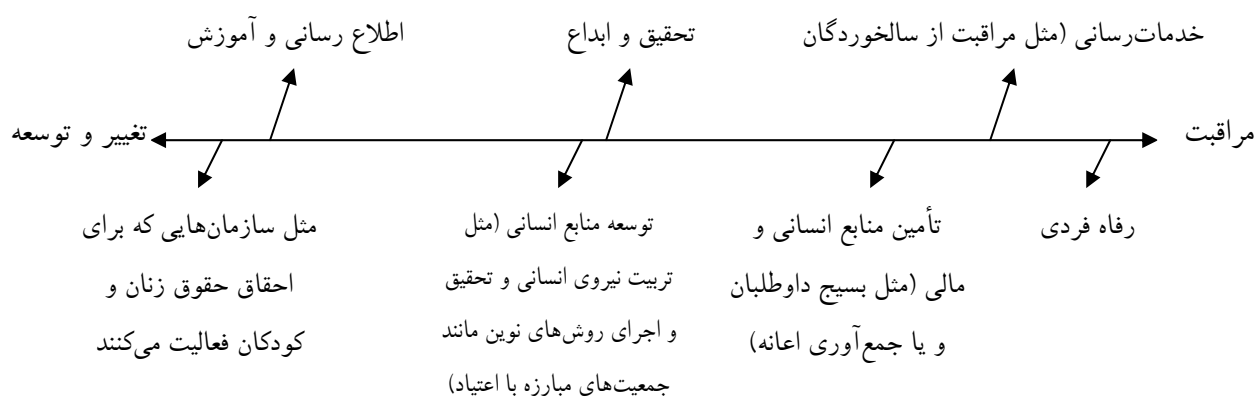 خدمات‌رسانی (مثل مراقبت از سالخوردگان
تحقیق و ابداع
اطلاع رسانی و آموزش
مراقبت
تغییر و توسعه
رفاه فردی
تأمین منابع انسانی و
مالی (مثل بسیج داوطلبان
و یا جمع‌آوری اعانه)
توسعه منابع انسانی (مثل
تربیت نیروی انسانی و تحقیق
و اجرای روش‌های نوین مانند
جمعیت‌های مبارزه با اعتیاد)
مثل سازمان‌هایی که برای
احقاق حقوق زنان و
کودکان فعالیت می‌کنند